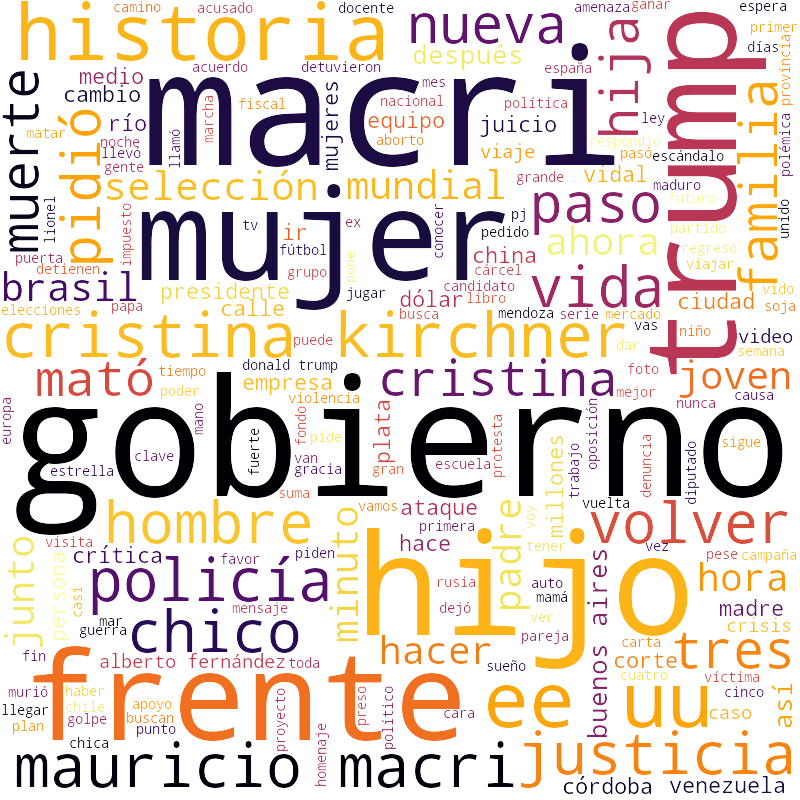 camino
acusado
docente
amenaza
ganar
espera
historia
nueva
hija
trump
primer
días
provincia
polémica
acuerdo
detuvieron
españa
después
medio
cambio
muerte
macri
mujeres
mes
nacional
política
ley
respondió
pasó
escándalo
familia
fiscal
marcha
río
matar
noche
llevó
gente
llamó
equipo
juicio
aborto
viaje
pidió
lionel
impuesto
selección
mundial
grande
vidal
maduro
futuro
partido
regreso
viajar
unido
mujer
tv
ir
ex
fútbol
conocer
pj
pedido
paso
ahora
puerta
detienen
grupo
pone
china
cárcel
candidato
libro
vida
ciudad
vido
soja
brasil
presidente
jugar
elecciones
papa
calle
dólar
busca
mendoza
serie
mercado
vas
niño
cristina kirchner
puede
dar
video
semana
europa
mató
tiempo
poder
donald trump
empresa
violencia
cristina
foto
mejor
joven
nunca
causa
mano
gobierno
fuerte
fondo
pide
plata
protesta
oposición
denuncia
diputado
sigue
estrella
clave
van
gracia
gran
escuela
trabajo
suma
vuelta
millones
hombre
vamos
ataque
primera
padre
voy
volver
junto
visita
persona
crítica
favor
piden
minuto
hace
hijo
tener
buenos aires
vez
pese
campaña
hora
casi
policía
mensaje
rusia
dejó
auto
mamá
ver
madre
crisis
mar
guerra
chico
pareja
carta
corte
tres
fin
alberto fernández
toda
hacer
sueño
cuatro
víctima
cinco
así
murió
llegar
plan
haber
chile
golpe
frente
apoyo
buscan
punto
chica
proyecto
homenaje
preso
político
cara
ee uu
caso
mauricio macri
justicia
córdoba
venezuela